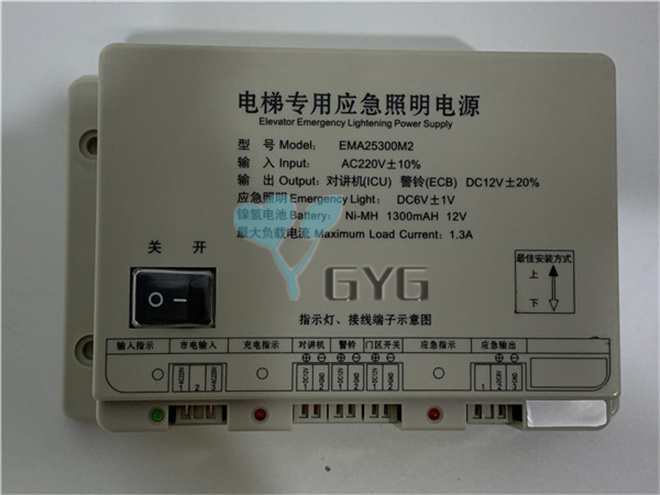 电梯专用应急照明电源
Elevator Emergency Lightening Power Supply
型 号 Model: EMA25300M2
输 入 Input: AC220V±10%
输 出 Output: 对讲机(ICU) 警铃(ECB) DC12V±20%
应急照明 Emergency Light: DC6V±1V
镍氢电池 Battery: Ni-MH 1300mAH 12V
最大负载电流 Maximum Load Current: 1.3A
关 开
最佳安装方式
上
下
GYG
指示灯、接线端子示意图
输入指示 市电输入 充电指示 对讲机 警铃 门区开关 应急指示 应急输出